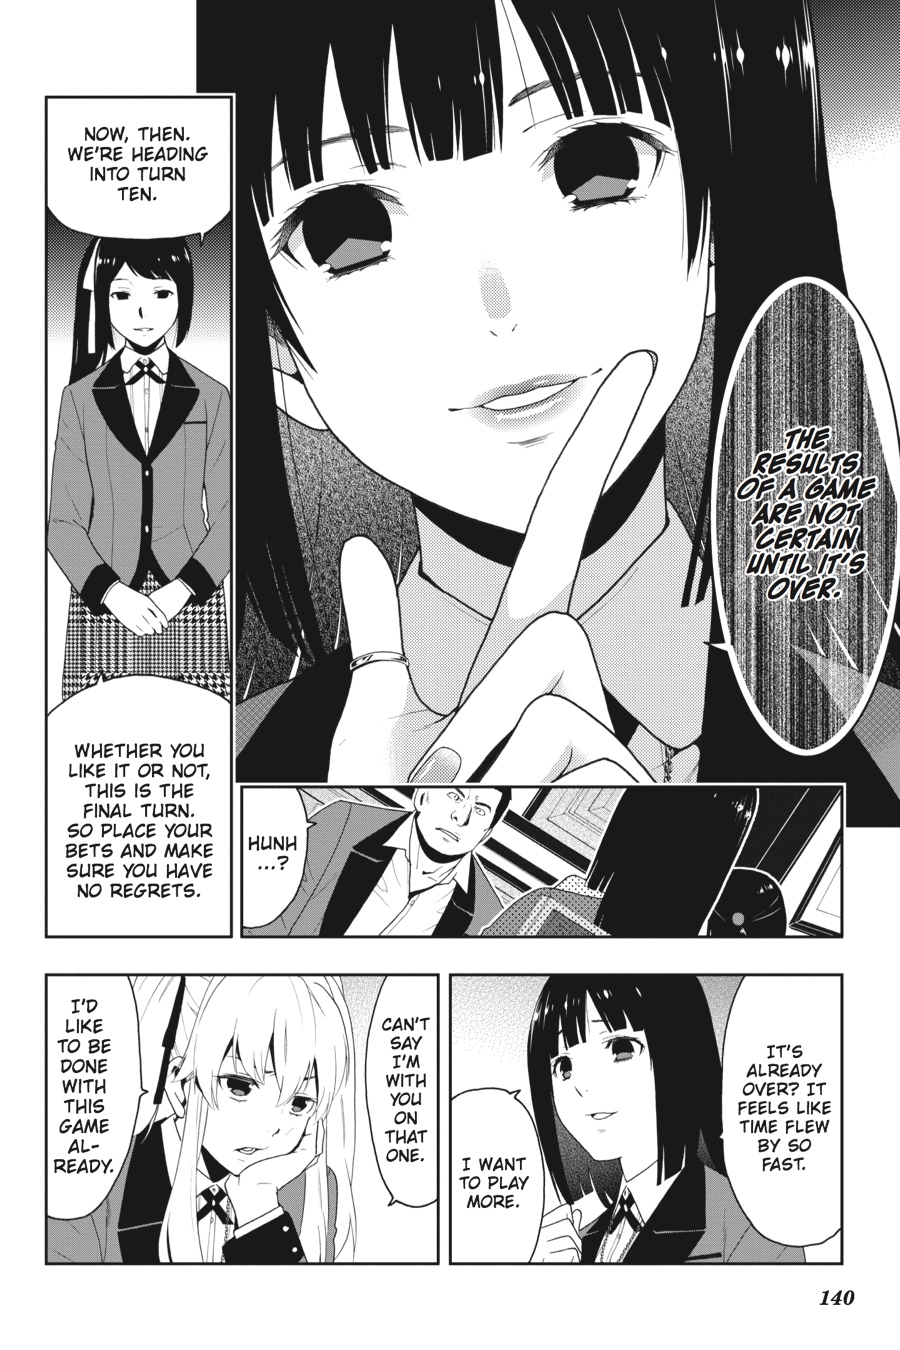 THE
RESULTS
OF A GAME
ARE NOT
CERTAIN
UNTIL IT'S
OVER.
NOW, THEN.
WE'RE HEADING
INTO TURN
TEN.
WHETHER YOU
LIKE IT OR NOT,
THIS IS THE
FINAL TURN.
SO PLACE YOUR
BETS AND MAKE
SURE YOU HAVE
NO REGRETS.
HUNH
...?
IT'S
ALREADY
OVER? IT
FEELS LIKE
TIME FLEW
BY SO
FAST.
I WANT
TO PLAY
MORE.
CAN'T
SAY
I'M
WITH
YOU
ON
THAT
ONE.
I'D
LIKE
TO BE
DONE
WITH
THIS
GAME
AL-
READY.
140